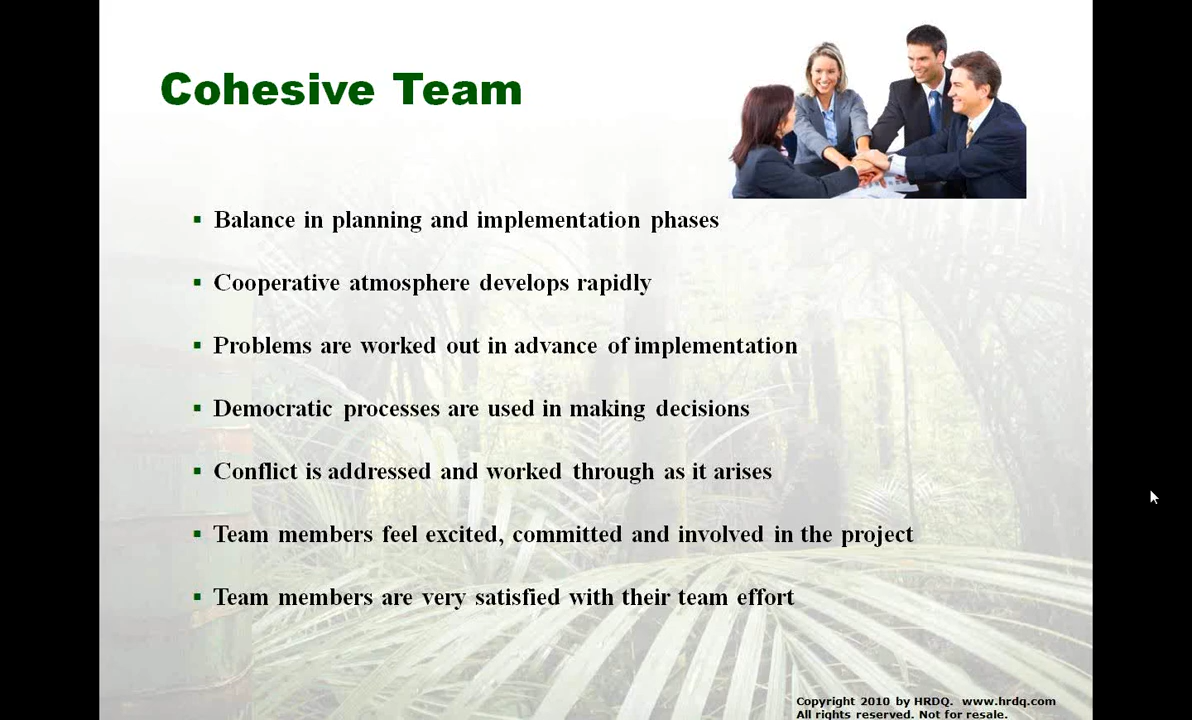 Cohesive Team
▪ Balance in planning and implementation phases
▪ Cooperative atmosphere develops rapidly
▪ Problems are worked out in advance of implementation
▪ Democratic processes are used in making decisions
▪ Conflict is addressed and worked through as it arises
▪ Team members feel excited, committed and involved in the project
▪ Team members are very satisfied with their team effort
Copyright 2010 by HRDQ. www.hrdq.com
All rights reserved. Not for resale.